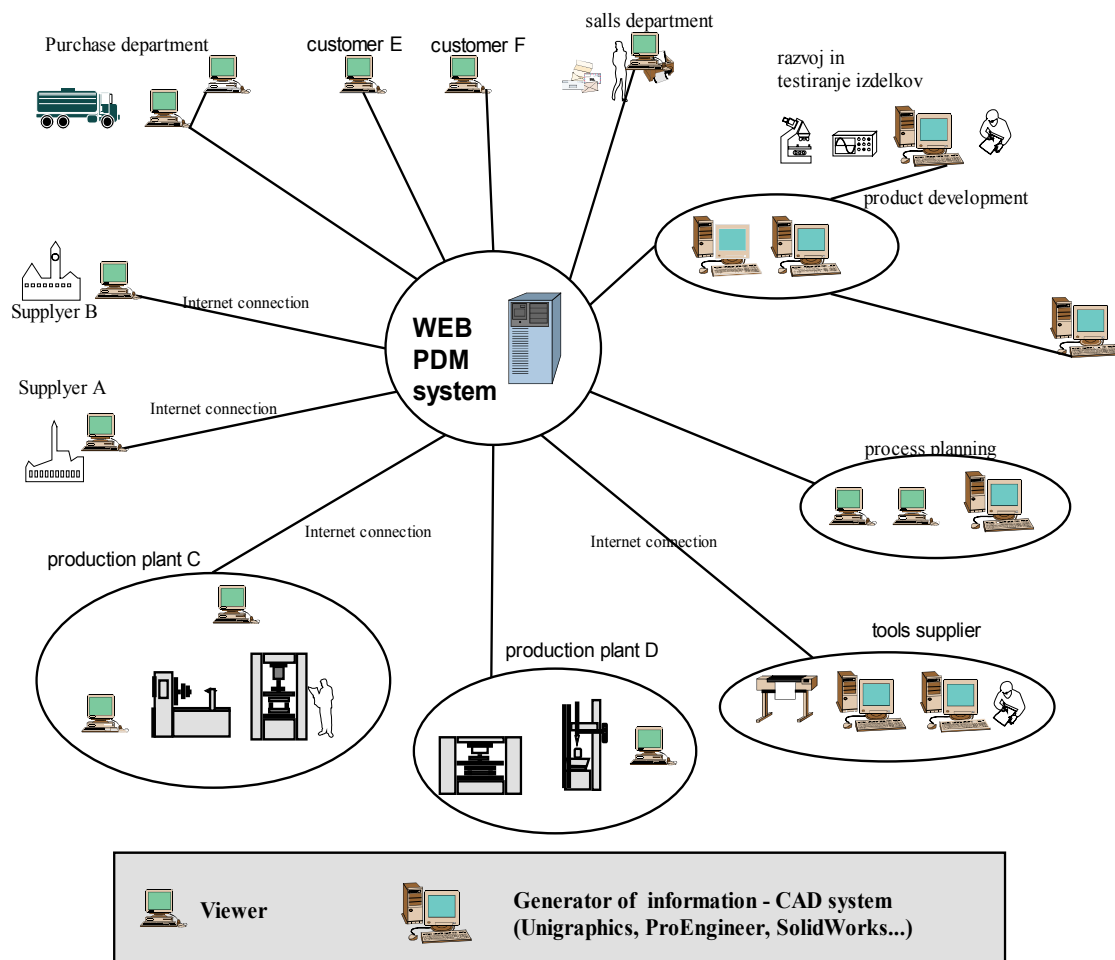 salls department
Purchase department
customer E
customer F
razvoj in
testiranje izdelkov
product development
Supplyer B
Internet connection
WEB
PDM
system
Supplyer A
Internet connection
process planning
Internet connection
Internet connection
production plant C
production plant D
tools supplier
Viewer
Generator of information - CAD system
(Unigraphics, ProEngineer, SolidWorks...)